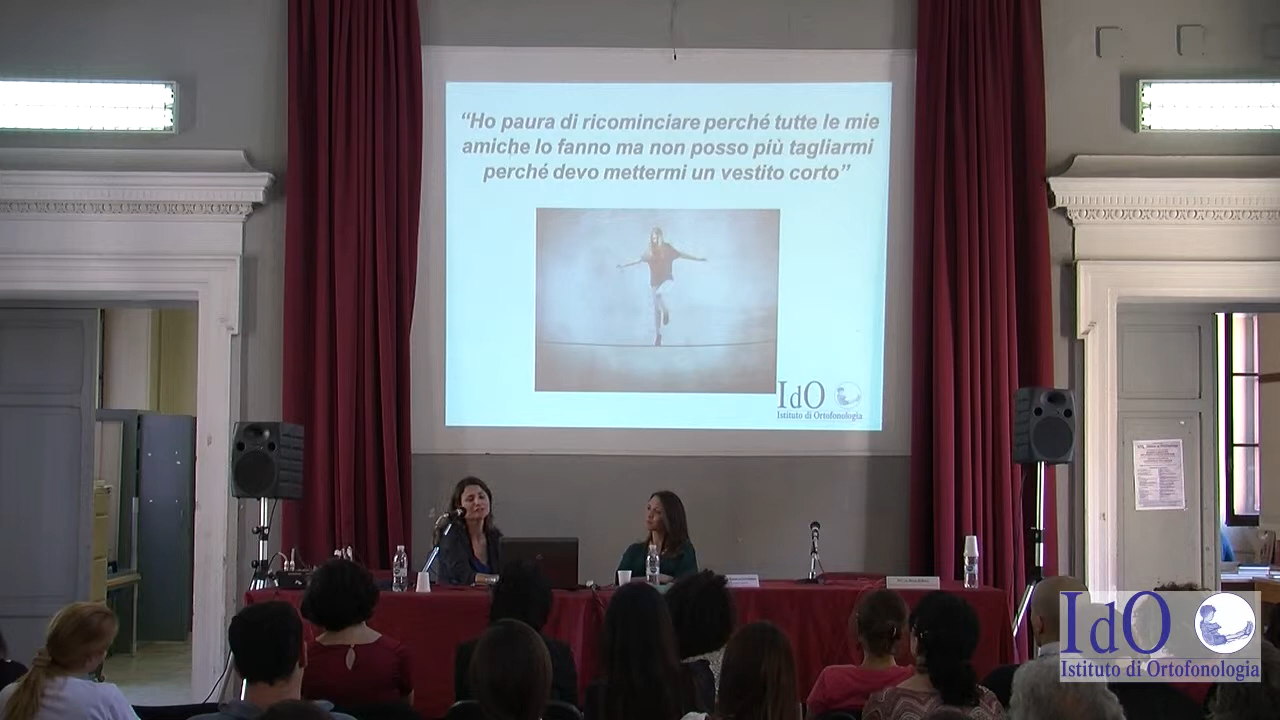 “Ho paura di ricominciare perché tutte le mie
amiche lo fanno ma non posso più tagliarmi
perché devo mettermi un vestito corto”
IdO
Istituto di Ortofonologia
IdO
Istituto di Ortofonologia